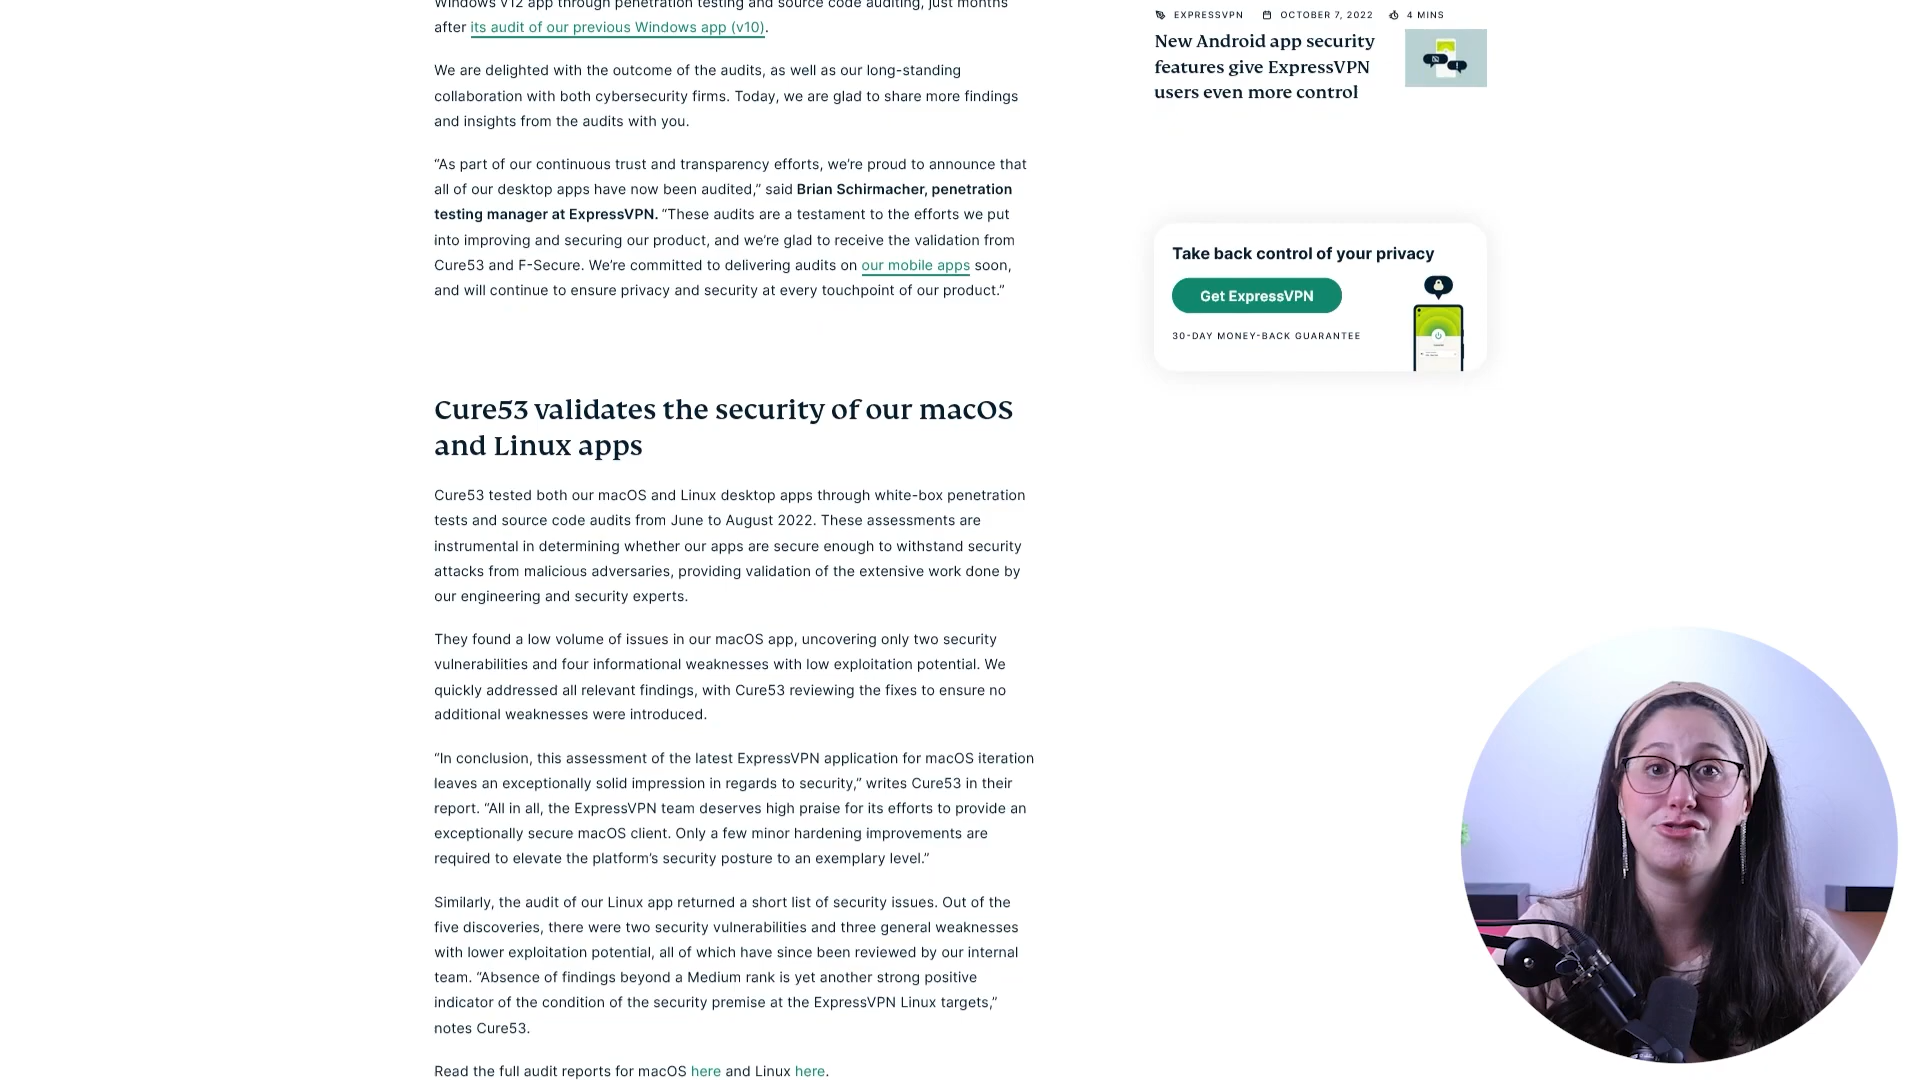 Windows v12 app through penetration testing and source code auditing, just months
after its audit of our previous Windows app (v10).
We are delighted with the outcome of the audits, as well as our long-standing
collaboration with both cybersecurity firms. Today, we are glad to share more findings
and insights from the audits with you.
“As part of our continuous trust and transparency efforts, we’re proud to announce that
all of our desktop apps have now been audited,” said Brian Schirmacher, penetration
testing manager at ExpressVPN. “These audits are a testament to the efforts we put
into improving and securing our product, and we’re glad to receive the validation from
Cure53 and F-Secure. We’re committed to delivering audits on our mobile apps soon,
and will continue to ensure privacy and security at every touchpoint of our product.”
Cure53 validates the security of our macOS
and Linux apps
Cure53 tested both our macOS and Linux desktop apps through white-box penetration
tests and source code audits from June to August 2022. These assessments are
instrumental in determining whether our apps are secure enough to withstand security
attacks from malicious adversaries, providing validation of the extensive work done by
our engineering and security experts.
They found a low volume of issues in our macOS app, uncovering only two security
vulnerabilities and four informational weaknesses with low exploitation potential. We
quickly addressed all relevant findings, with Cure53 reviewing the fixes to ensure no
additional weaknesses were introduced.
“In conclusion, this assessment of the latest ExpressVPN application for macOS iteration
leaves an exceptionally solid impression in regards to security,” writes Cure53 in their
report. “All in all, the ExpressVPN team deserves high praise for its efforts to provide an
exceptionally secure macOS client. Only a few minor hardening improvements are
required to elevate the platform’s security posture to an exemplary level.”
Similarly, the audit of our Linux app returned a short list of security issues. Out of the
five discoveries, there were two security vulnerabilities and three general weaknesses
with lower exploitation potential, all of which have since been reviewed by our internal
team. “Absence of findings beyond a Medium rank is yet another strong positive
indicator of the condition of the security premise at the ExpressVPN Linux targets,”
notes Cure53.
Read the full audit reports for macOS here and Linux here.
EXPRESSVPN OCTOBER 7, 2022 4 MINS
New Android app security
features give ExpressVPN
users even more control
Take back control of your privacy
Get ExpressVPN
30-DAY MONEY-BACK GUARANTEE